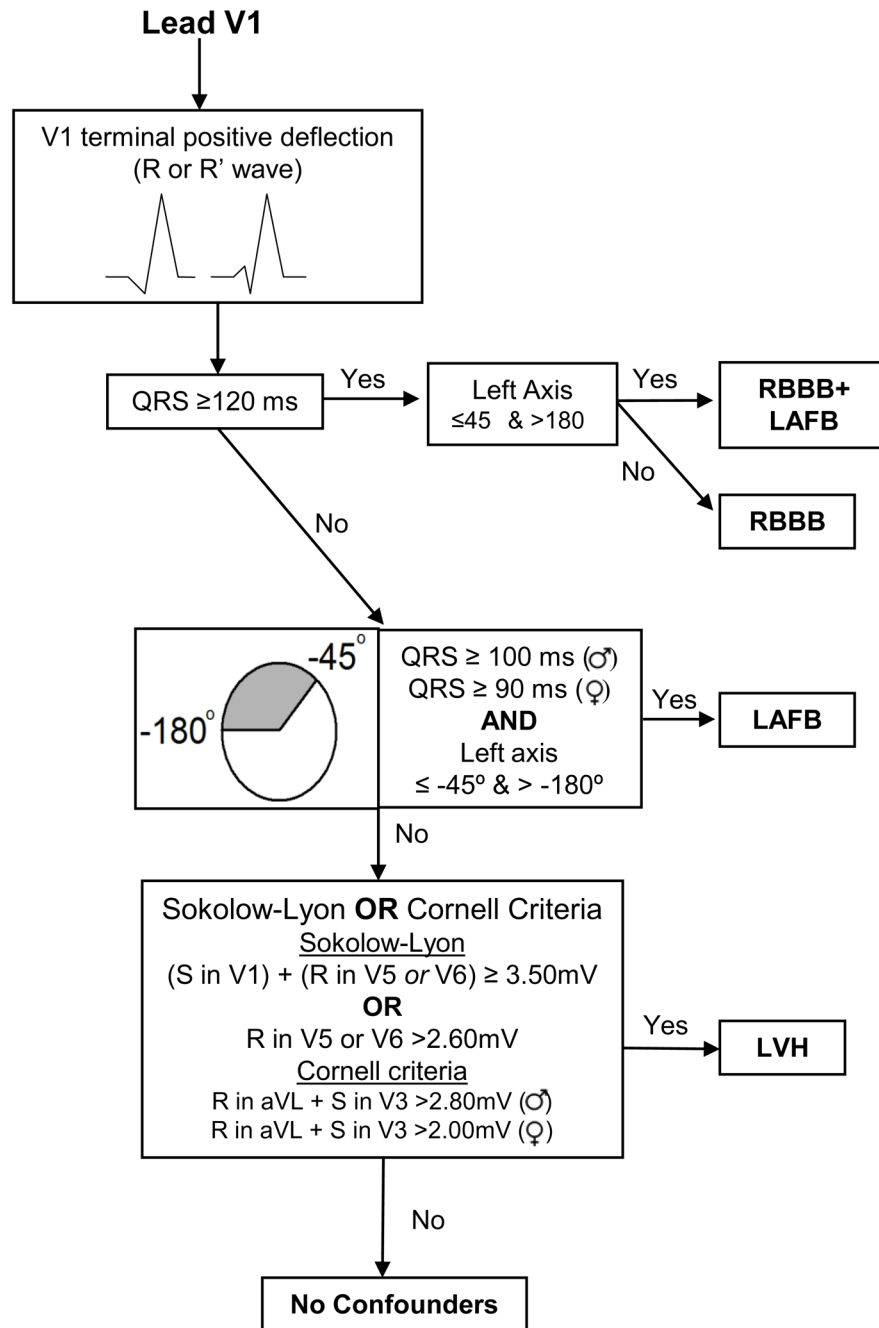 Lead V1
V1 terminal positive deflection
(R or R’ wave)
QRS ≥120 ms
Yes
Left Axis
≤45 & >180
Yes
RBBB+
LAFB
No
RBBB
No
-45°
-180°
QRS ≥ 100 ms (♂)
QRS ≥ 90 ms (♀)
AND
Left axis
≤ -45º & > -180º
Yes
LAFB
No
Sokolow-Lyon OR Cornell Criteria
Sokolow-Lyon
(S in V1) + (R in V5 or V6) ≥ 3.50mV
OR
R in V5 or V6 >2.60mV
Cornell criteria
R in aVL + S in V3 >2.80mV (♂)
R in aVL + S in V3 >2.00mV (♀)
Yes
LVH
No
No Confounders